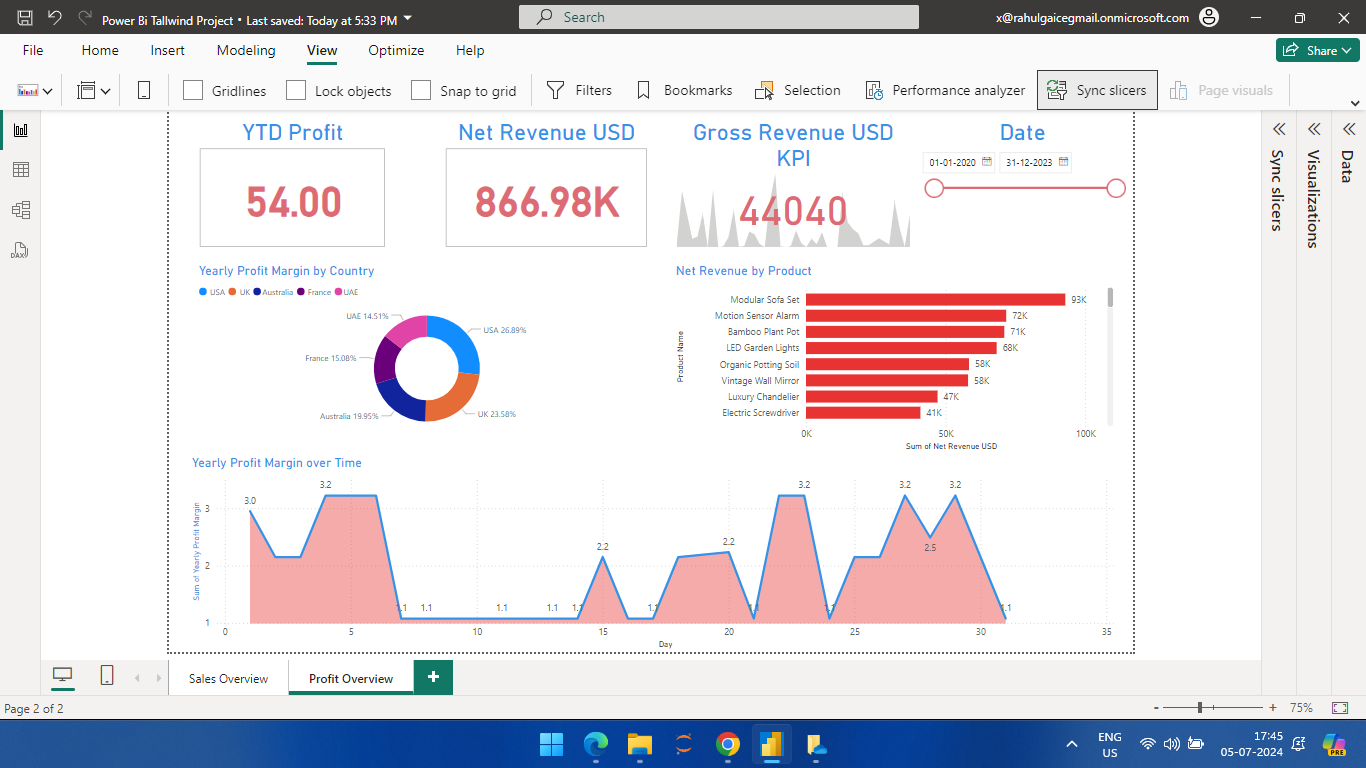 Power Bi Tallwind Project • Last saved: Today at 5:33 PM
Search
x@rahulgaicegmail.onmicrosoft.com
File Home Insert Modeling View Optimize Help
Share
Gridlines Lock objects Snap to grid Filters Bookmarks Selection Performance analyzer Sync slicers Page visuals
YTD Profit
54.00
Net Revenue USD
866.98K
Gross Revenue USD
KPI
44040
Date
01-01-2020 31-12-2023
Sync slicers
Visualizations
Data
DAX
Yearly Profit Margin by Country
USA UK Australia France UAE
UAE 14.51%
USA 26.89%
France 15.08%
Australia 19.95%
UK 23.58%
Net Revenue by Product
Product Name
Modular Sofa Set 93K
Motion Sensor Alarm 72K
Bamboo Plant Pot 71K
LED Garden Lights 68K
Organic Potting Soil 58K
Vintage Wall Mirror 58K
Luxury Chandelier 47K
Electric Screwdriver 41K
0K 50K 100K
Sum of Net Revenue USD
Yearly Profit Margin over Time
Sum of Yearly Profit Margin
3
2
1
3.0 3.2 1.1 1.1 1.1 1.1 1.1 2.2 1.1 2.2 1.1 3.2 1.1 3.2 2.5 3.2 1.1
0 5 10 15 20 25 30 35
Day
Sales Overview Profit Overview +
Page 2 of 2
- + 75%
ENG
US
17:45
05-07-2024
PRE